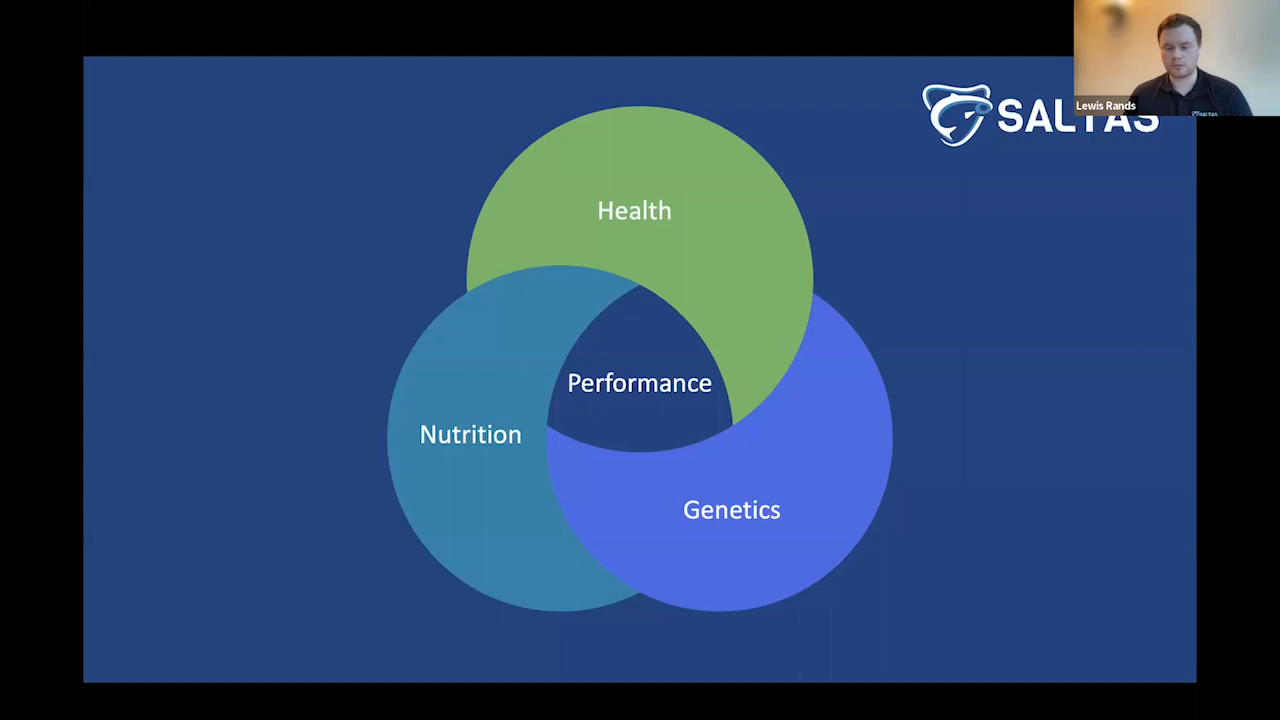 Lewis Rands
SALTAS
Health
Performance
Nutrition
Genetics